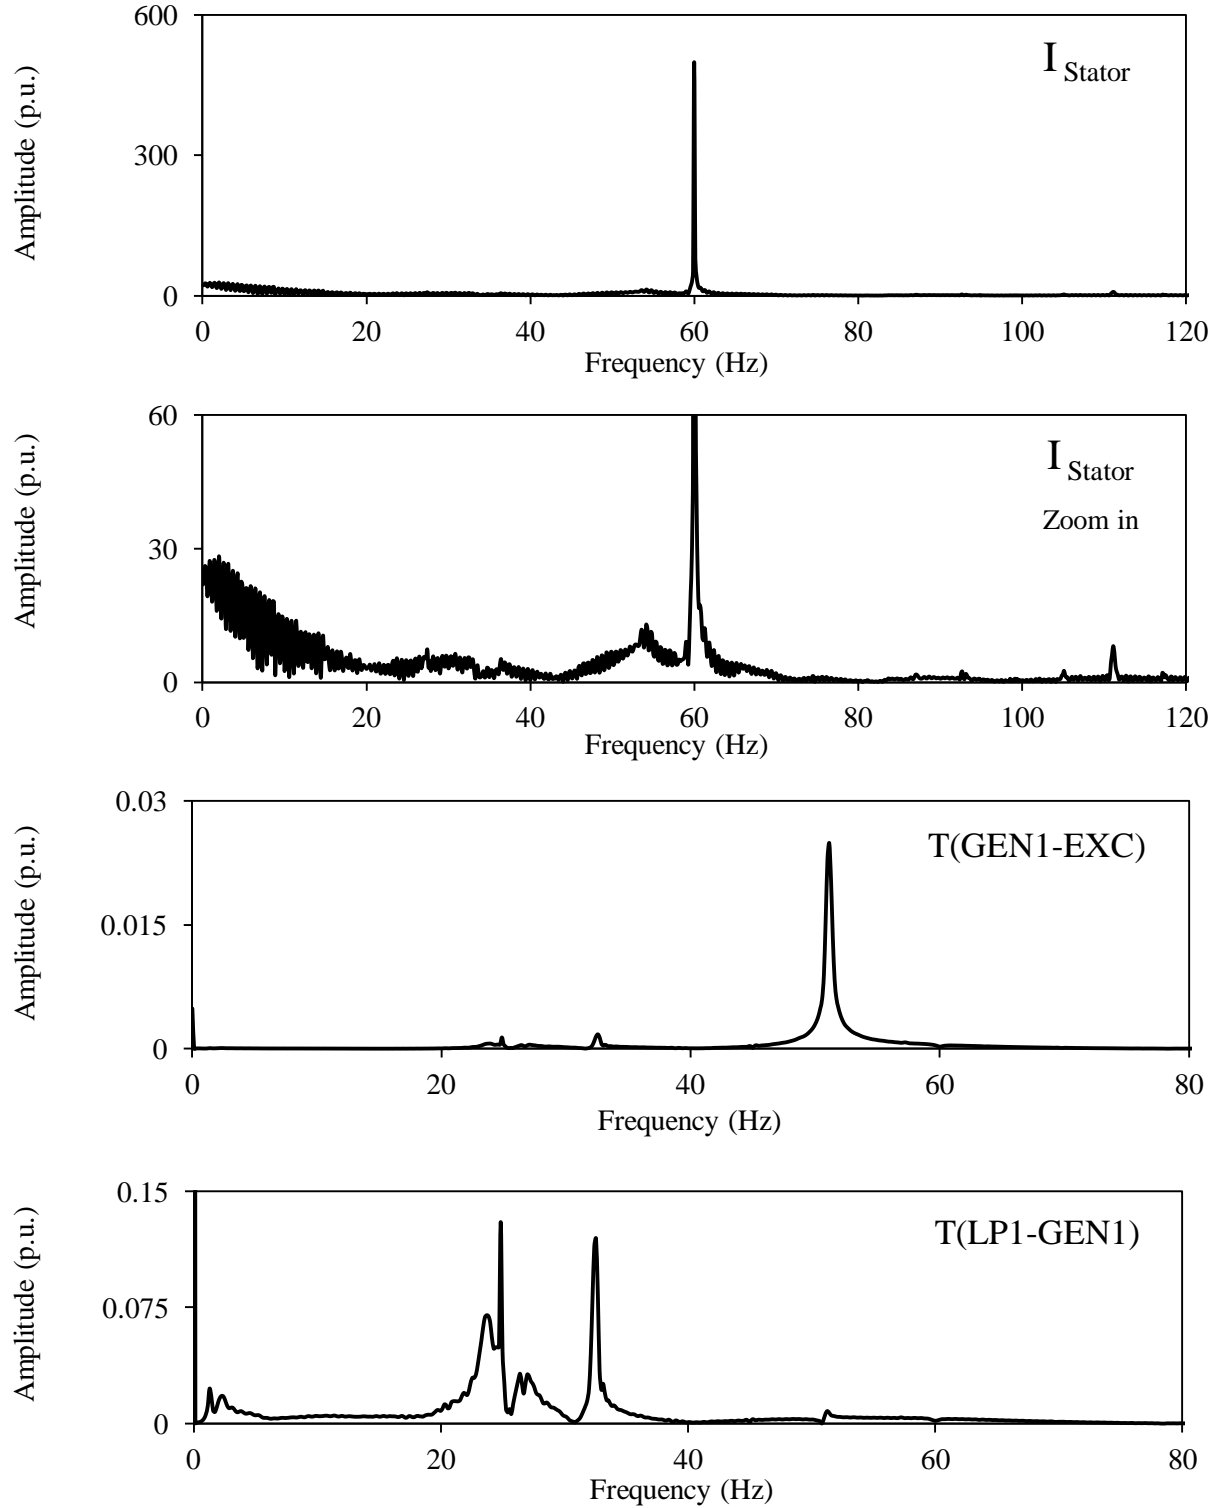 600
I Stator
Amplitude (p.u.)
300
0
0 20 40 60 80 100 120
Frequency (Hz)
60
I Stator
Zoom in
Amplitude (p.u.)
30
0
0 20 40 60 80 100 120
Frequency (Hz)
0.03
T(GEN1-EXC)
Amplitude (p.u.)
0.015
0
0 20 40 60 80
Frequency (Hz)
0.15
T(LP1-GEN1)
Amplitude (p.u.)
0.075
0
0 20 40 60 80
Frequency (Hz)